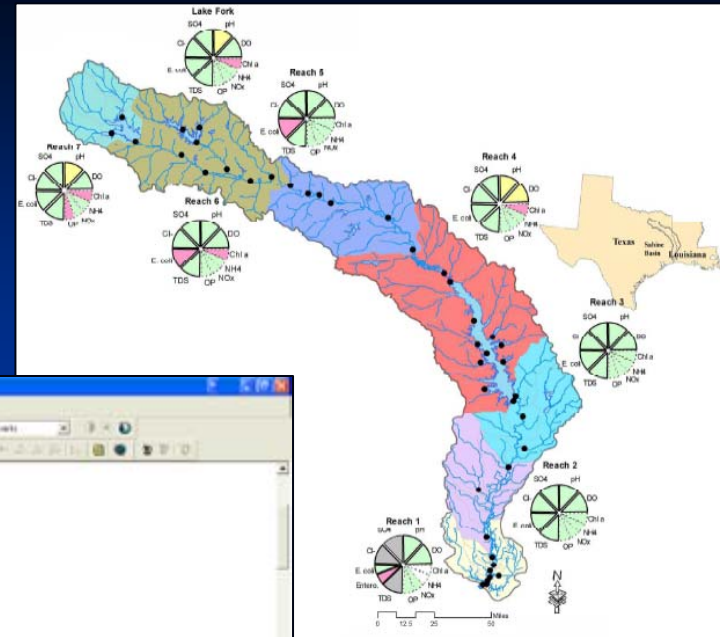 Lake Fork
SO4 pH
Cl- DO
E. coli Chl a
TDS OP NOx NH4
Reach 5
SO4 pH
Cl- DO
E. coli Chl a
TDS OP NOx NH4
Reach 7
SO4 pH
Cl- DO
E. coli Chl a
TDS OP NOx NH4
Reach 6
SO4 pH
Cl- DO
E. coli Chl a
TDS OP NOx NH4
Reach 4
SO4 pH
Cl- DO
E. coli Chl a
TDS OP NOx NH4
Texas
Sabine
Basin
Louisiana
Reach 3
SO4 pH
Cl- DO
E. coli Chl a
TDS OP NOx NH4
Reach 2
SO4 pH
Cl- DO
E. coli Chl a
TDS OP NOx NH4
Reach 1
SO4 pH
Cl- DO
E. coli Chl a
Entero. NH4
TDS OP NOx
N
0 12.5 25 50 Miles